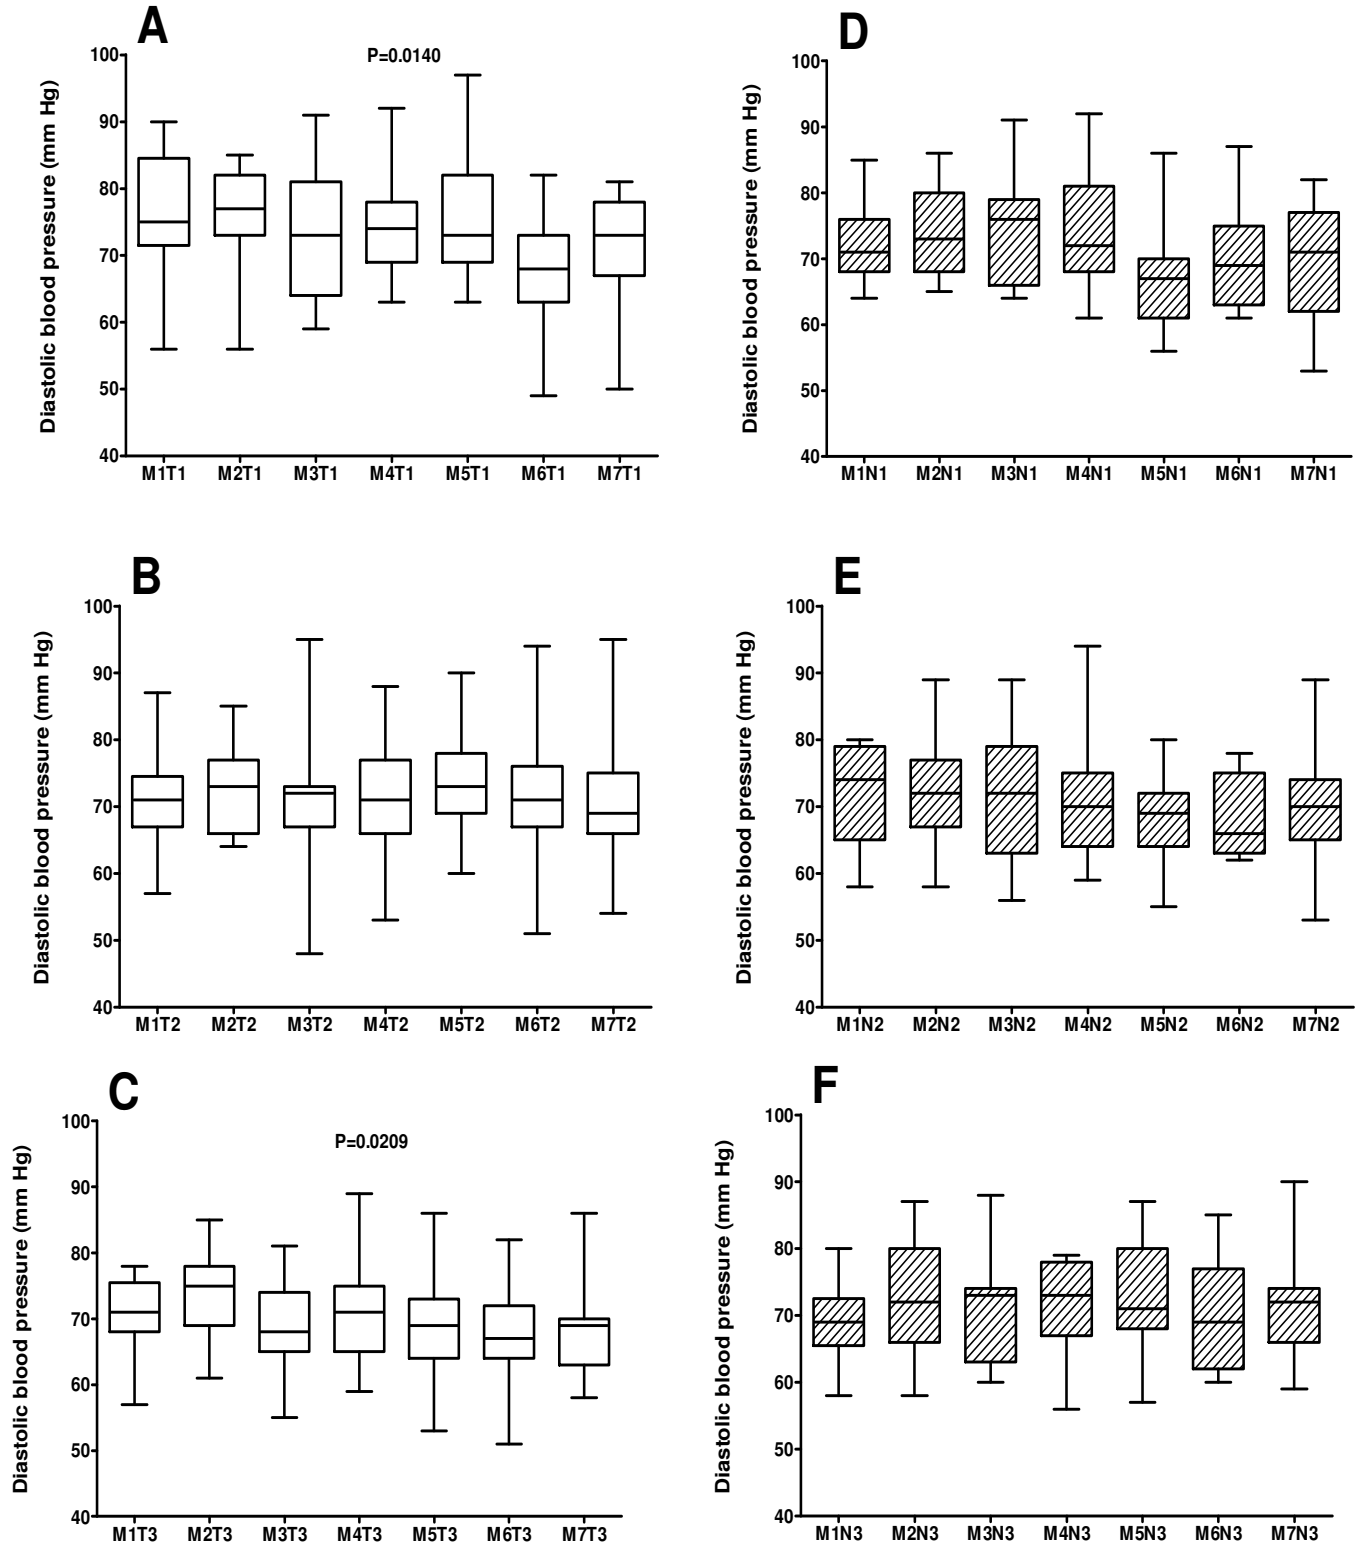 A
P=0.0140
Diastolic blood pressure (mm Hg)
100
90
80
70
60
50
40
M1T1 M2T1 M3T1 M4T1 M5T1 M6T1 M7T1
D
Diastolic blood pressure (mm Hg)
100
90
80
70
60
50
40
M1N1 M2N1 M3N1 M4N1 M5N1 M6N1 M7N1
B
Diastolic blood pressure (mm Hg)
100
90
80
70
60
50
40
M1T2 M2T2 M3T2 M4T2 M5T2 M6T2 M7T2
E
Diastolic blood pressure (mm Hg)
100
90
80
70
60
50
40
M1N2 M2N2 M3N2 M4N2 M5N2 M6N2 M7N2
C
P=0.0209
Diastolic blood pressure (mm Hg)
100
90
80
70
60
50
40
M1T3 M2T3 M3T3 M4T3 M5T3 M6T3 M7T3
F
Diastolic blood pressure (mm Hg)
100
90
80
70
60
50
40
M1N3 M2N3 M3N3 M4N3 M5N3 M6N3 M7N3